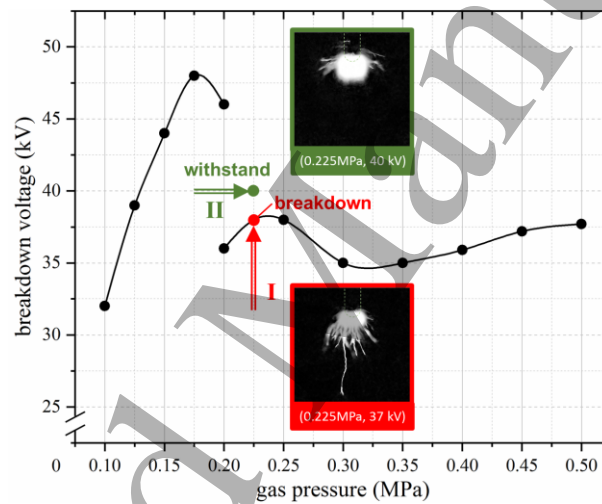 50
45
40
35
30
25
0
breakdown voltage (kV)
(0.225MPa, 40 kV)
withstand
II
breakdown
I
(0.225MPa, 37 kV)
0.10 0.15 0.20 0.25 0.30 0.35 0.40 0.45 0.50
gas pressure (MPa)